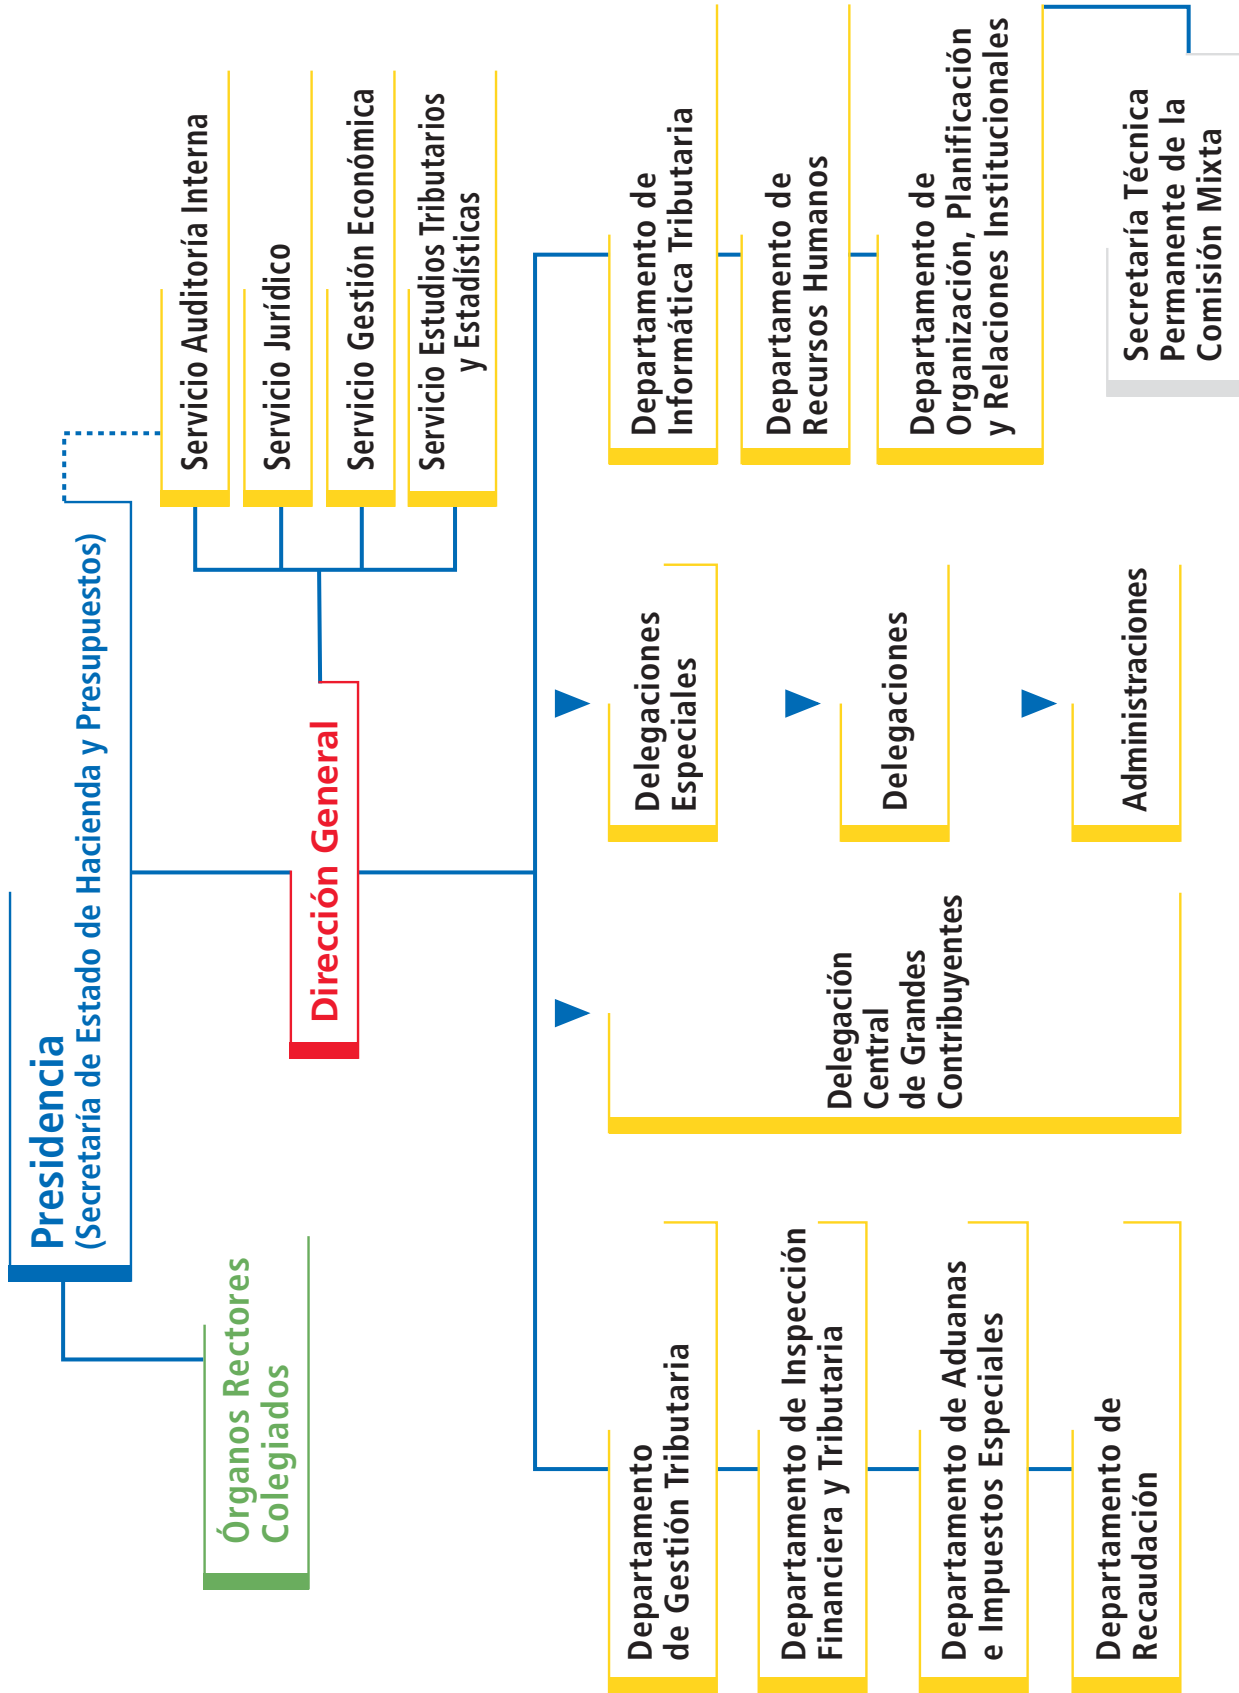 Presidencia
(Secretaría de Estado de Hacienda y Presupuestos)
Órganos Rectores
Colegiados
Servicio Auditoría Interna
Servicio Jurídico
Servicio Gestión Económica
Servicio Estudios Tributarios
y Estadísticas
Dirección General
Departamento
de Gestión Tributaria
Departamento de Inspección
Financiera y Tributaria
Departamento de Aduanas
e Impuestos Especiales
Departamento de
Recaudación
Delegación
Central
de Grandes
Contribuyentes
Delegaciones
Especiales
Delegaciones
Administraciones
Departamento de
Informática Tributaria
Departamento de
Recursos Humanos
Departamento de
Organización, Planificación
y Relaciones Institucionales
Secretaría Técnica
Permanente de la
Comisión Mixta